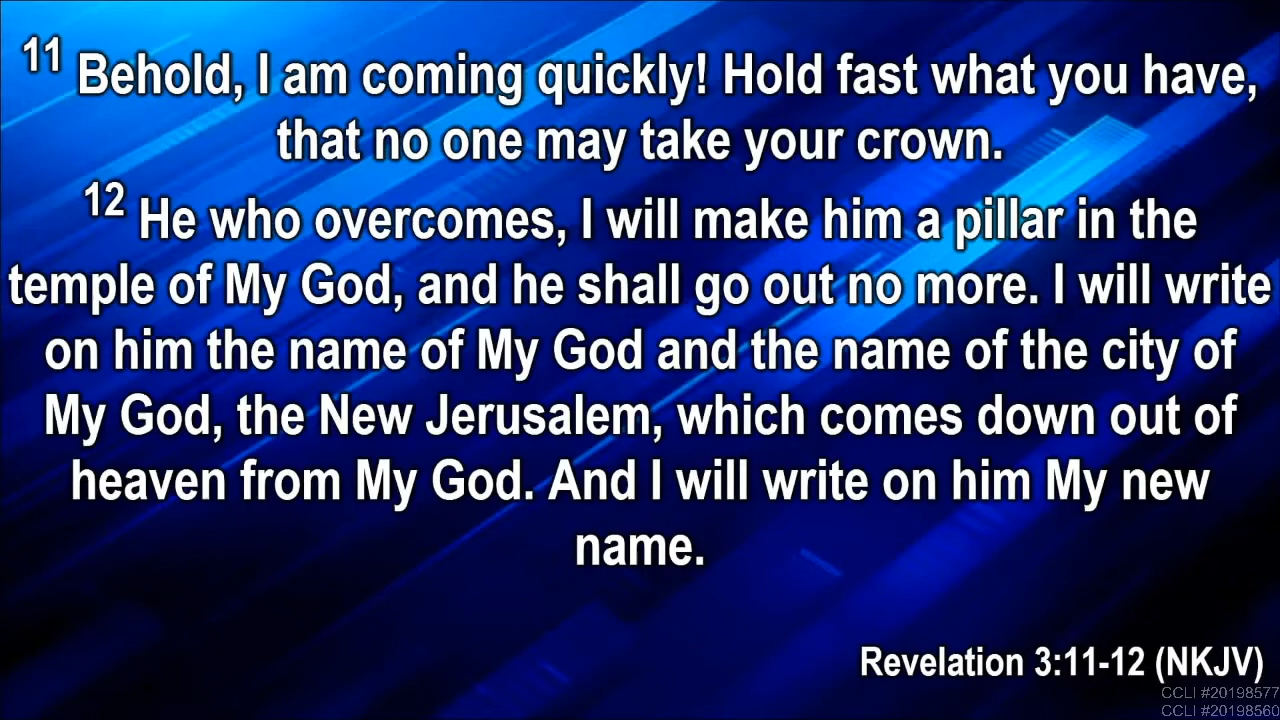 11 Behold, I am coming quickly! Hold fast what you have,
that no one may take your crown.
12 He who overcomes, I will make him a pillar in the
temple of My God, and he shall go out no more. I will write
on him the name of My God and the name of the city of
My God, the New Jerusalem, which comes down out of
heaven from My God. And I will write on him My new
name.
Revelation 3:11-12 (NKJV)
CCLI #20198577
CCLI #20198560